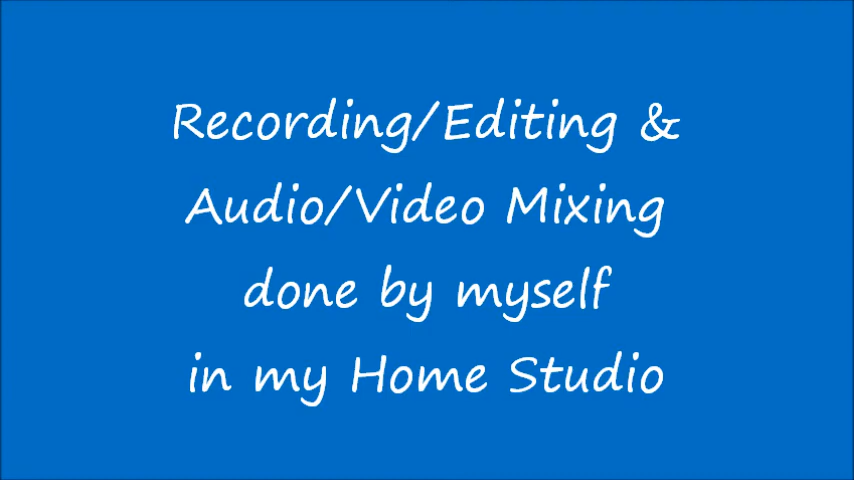 Recording/Editing &
Audio/Video Mixing
done by myself
in my Home Studio